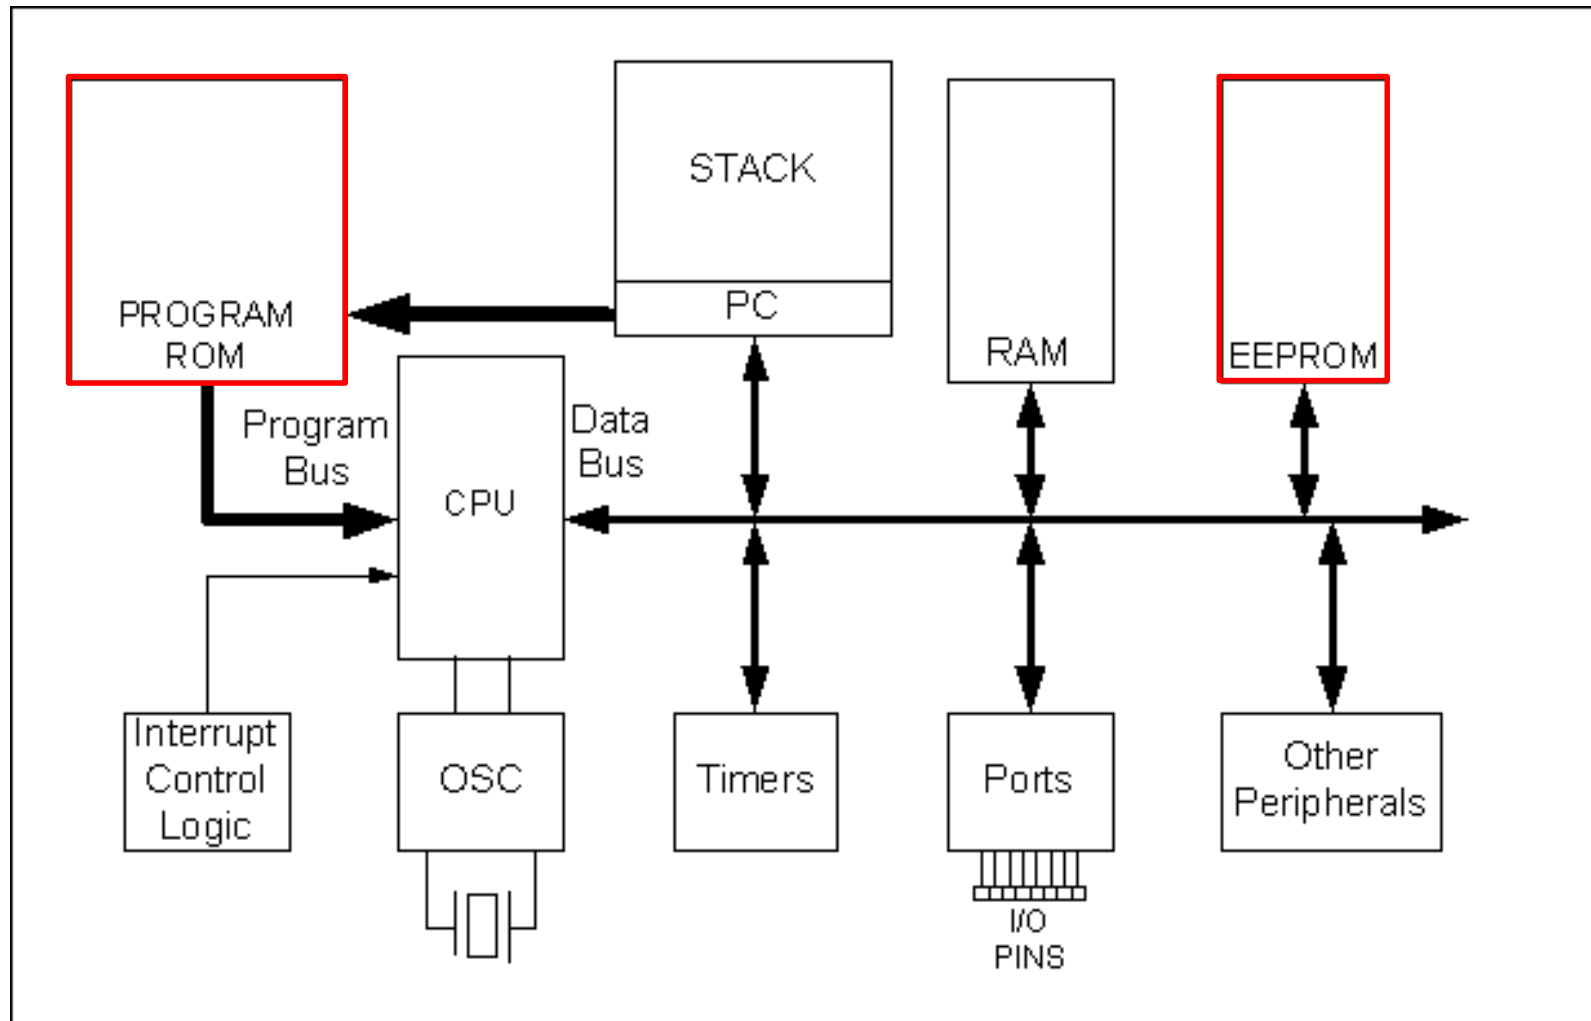 STACK
PC
PROGRAM
ROM
RAM
EEPROM
Program
Bus
CPU
Data
Bus
Interrupt
Control
Logic
OSC
Timers
Ports
Other
Peripherals
I/O
PINS